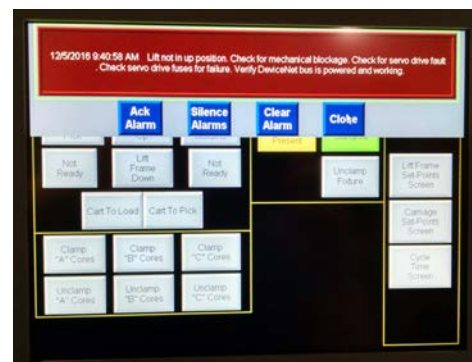 12/5/2016 9:40:58 AM Lift not in up position. Check for mechanical blockage. Check for servo drive fault
. Check servo drive fuses for failure. Verify DeviceNet bus is powered and working.
Ack
Alarm
Silence
Alarms
Clear
Alarm
Close
Present
Not
Ready
Lift
Frame
Down
Not
Ready
Unclamp
Fixture
Lift Frame
Set-Points
Screen
Cart To Load
Cart To Pick
Carriage
Set-Points
Screen
Clamp
"A" Cores
Clamp
"B" Cores
Clamp
"C" Cores
Cycle
Time
Screen
Unclamp
"A" Cores
Unclamp
"B" Cores
Unclamp
"C" Cores